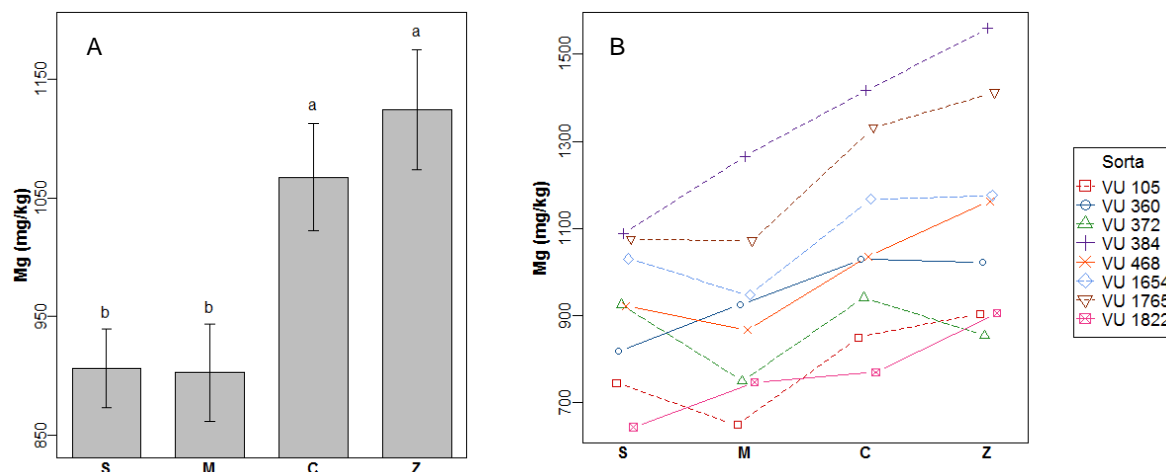 A
Mg (mg/kg)
1150
1050
950
850
b
b
a
a
S M C Z
B
Mg (mg/kg)
1500
1300
1100
900
700
S M C Z
Sorta
VU 105
VU 360
VU 372
VU 384
VU 468
VU 1654
VU 1765
VU 1822